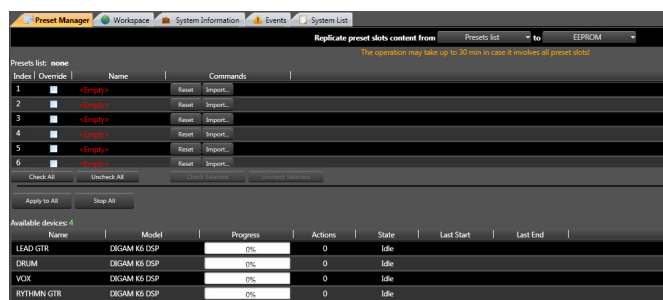 Preset Manager Workspace System Information Events System List
Replicate preset slots content from Presets list to EEPROM
The operation may take up to 30 min in case it involves all preset slots!
Presets list: none
Index Override Name Commands
1 <Empty> Reset Import...
2 <Empty> Reset Import...
3 <Empty> Reset Import...
4 <Empty> Reset Import...
5 <Empty> Reset Import...
6 <Empty> Reset Import...
Check All Uncheck All Check Selected Uncheck Selected
Apply to All Stop All
Available devices: 4
Name Model Progress Actions State Last Start Last End
LEAD GTR DIGAM K6 DSP 0% 0 Idle
DRUM DIGAM K6 DSP 0% 0 Idle
VOX DIGAM K6 DSP 0% 0 Idle
RYTHMN GTR DIGAM K6 DSP 0% 0 Idle